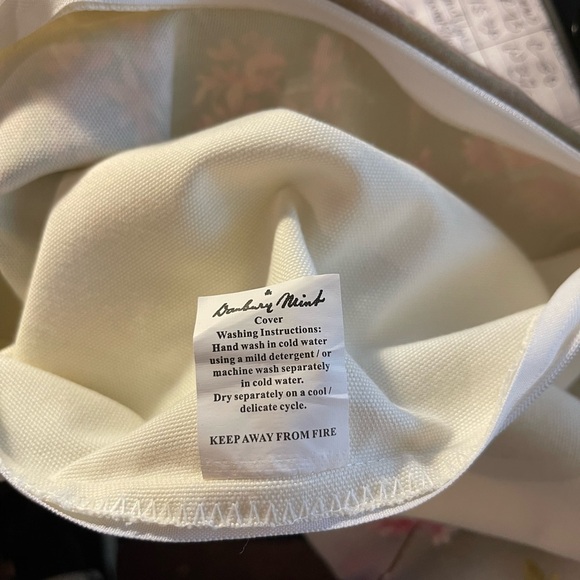 Danbury Mint
Cover
Washing Instructions:
Hand wash in cold water
using a mild detergent / or
machine wash separately
in cold water.
Dry separately on a cool /
delicate cycle.
KEEP AWAY FROM FIRE